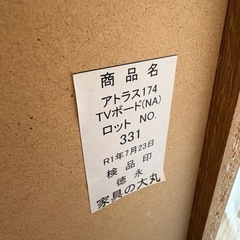 商品名
アトラス174
TVボード(NA)
ロット NO.
331
R1年7月23日
検品印
徳永
家具の大丸